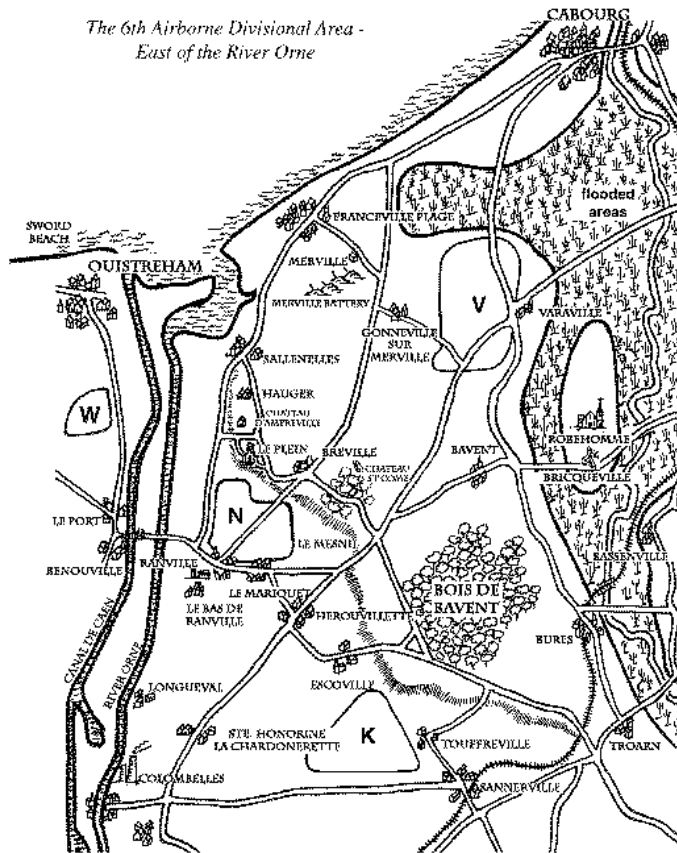 The 6th Airborne Divisional Area -
East of the River Orne
CABOURG
flooded
areas
FRANCEVILLE PLAGE
SWORD
BEACH
OUISTREHAM
MERVILLE
MERVILLE BATTERY
V
GONNEVILLE
SUR
MERVILLE
VARAVILLE
SALLENELLES
HAUGER
CHATEAU
D'AMFREVILLE
W
ROBEHOMME
LE PLEIN
BREVILLE
CHATEAU
ST COME
BAVENT
BRICQUEVILLE
LE PORT
N
LE MESNIL
BENOUVILLE
RANVILLE
BASSENVILLE
LE MARIQUET
LE BAS DE
RANVILLE
HEROUVILLETTE
BOIS DE
BAVENT
BURES
CANAL DE CAEN
RIVER ORNE
LONGUEVAL
ESCOVILLE
STE. HONORINE
LA CHARDONERETTE
K
TOUFFREVILLE
TROARN
COLOMBELLES
SANNERVILLE